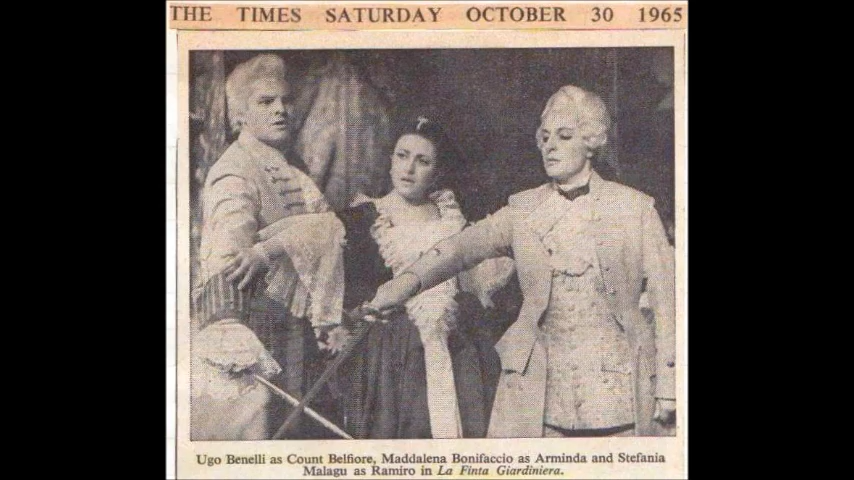 THE TIMES SATURDAY OCTOBER 30 1965
Ugo Benelli as Count Belfiore, Maddalena Bonifaccio as Arminda and Stefania
Malagu as Ramiro in La Finta Giardiniera.